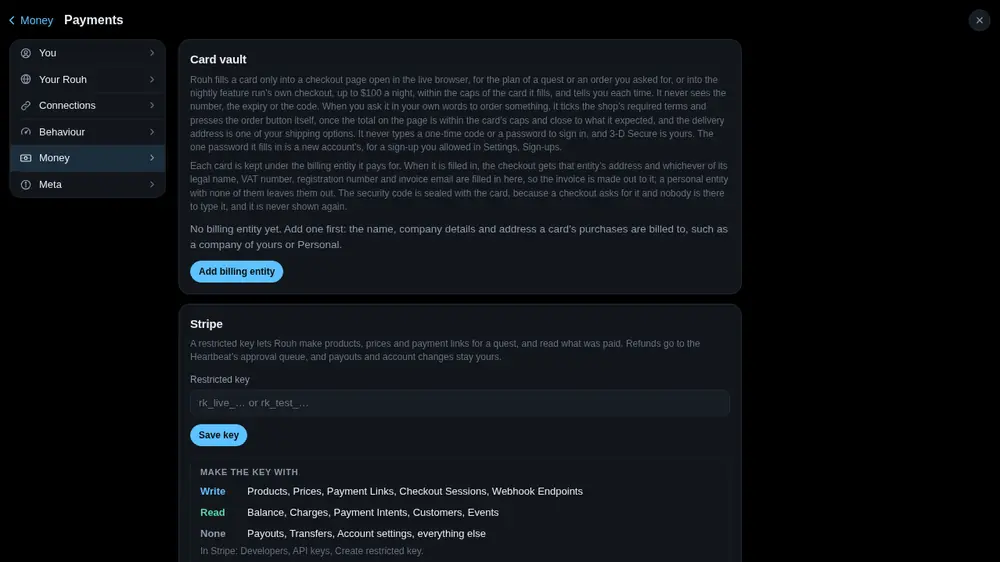 Money Payments
You
Your Rouh
Connections
Behaviour
Money
Meta
Card vault
Rouh fills a card only into a checkout page open in the live browser, for the plan of a quest or an order you asked for, or into the
nightly feature run's own checkout, up to $100 a night, within the caps of the card it fills, and tells you each time. It never sees the
number, the expiry or the code. When you ask it in your own words to order something, it ticks the shop's required terms and
presses the order button itself, once the total on the page is within the card's caps and close to what it expected, and the delivery
address is one of your shipping options. It never types a one-time code or a password to sign in, and 3-D Secure is yours. The
one password it fills in is a new account's, for a sign-up you allowed in Settings, Sign-ups.
Each card is kept under the billing entity it pays for. When it is filled in, the checkout gets that entity's address and whichever of its
legal name, VAT number, registration number and invoice email are filled in here, so the invoice is made out to it; a personal entity
with none of them leaves them out. The security code is sealed with the card, because a checkout asks for it and nobody is there
to type it, and it is never shown again.
No billing entity yet. Add one first: the name, company details and address a card's purchases are billed to, such as
a company of yours or Personal.
Add billing entity
Stripe
A restricted key lets Rouh make products, prices and payment links for a quest, and read what was paid. Refunds go to the
Heartbeat's approval queue, and payouts and account changes stay yours.
Restricted key
rk_live_… or rk_test_…
Save key
MAKE THE KEY WITH
Write Products, Prices, Payment Links, Checkout Sessions, Webhook Endpoints
Read Balance, Charges, Payment Intents, Customers, Events
None Payouts, Transfers, Account settings, everything else
In Stripe: Developers, API keys, Create restricted key.